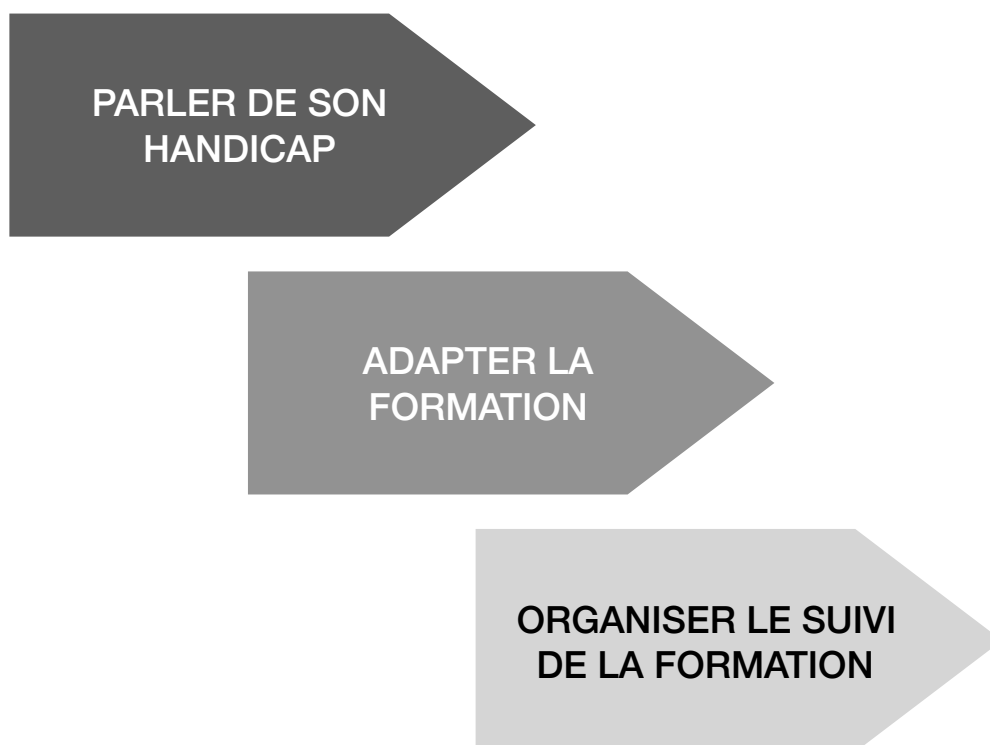 PARLER DE SON
HANDICAP
ADAPTER LA
FORMATION
ORGANISER LE SUIVI
DE LA FORMATION